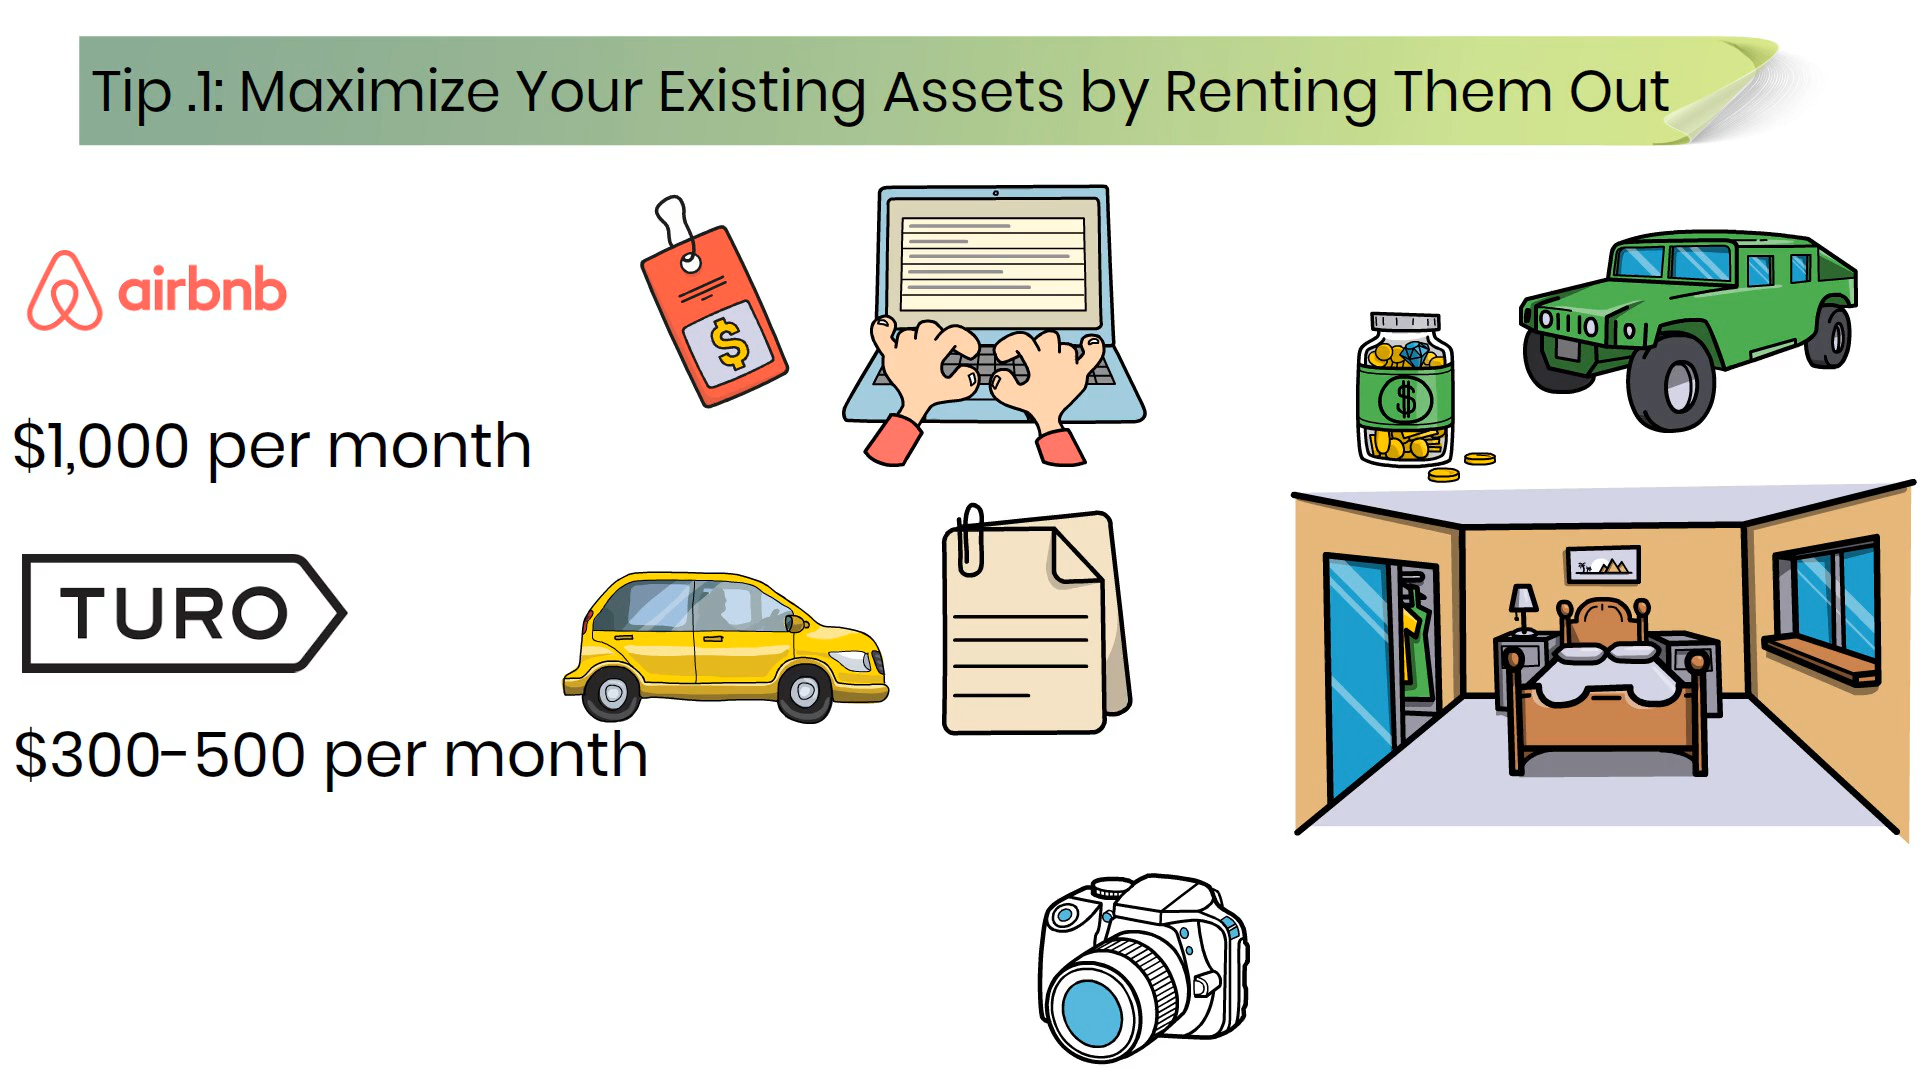 Tip .1: Maximize Your Existing Assets by Renting Them Out
airbnb
$
$1,000 per month
$
TURO
$300-500 per month